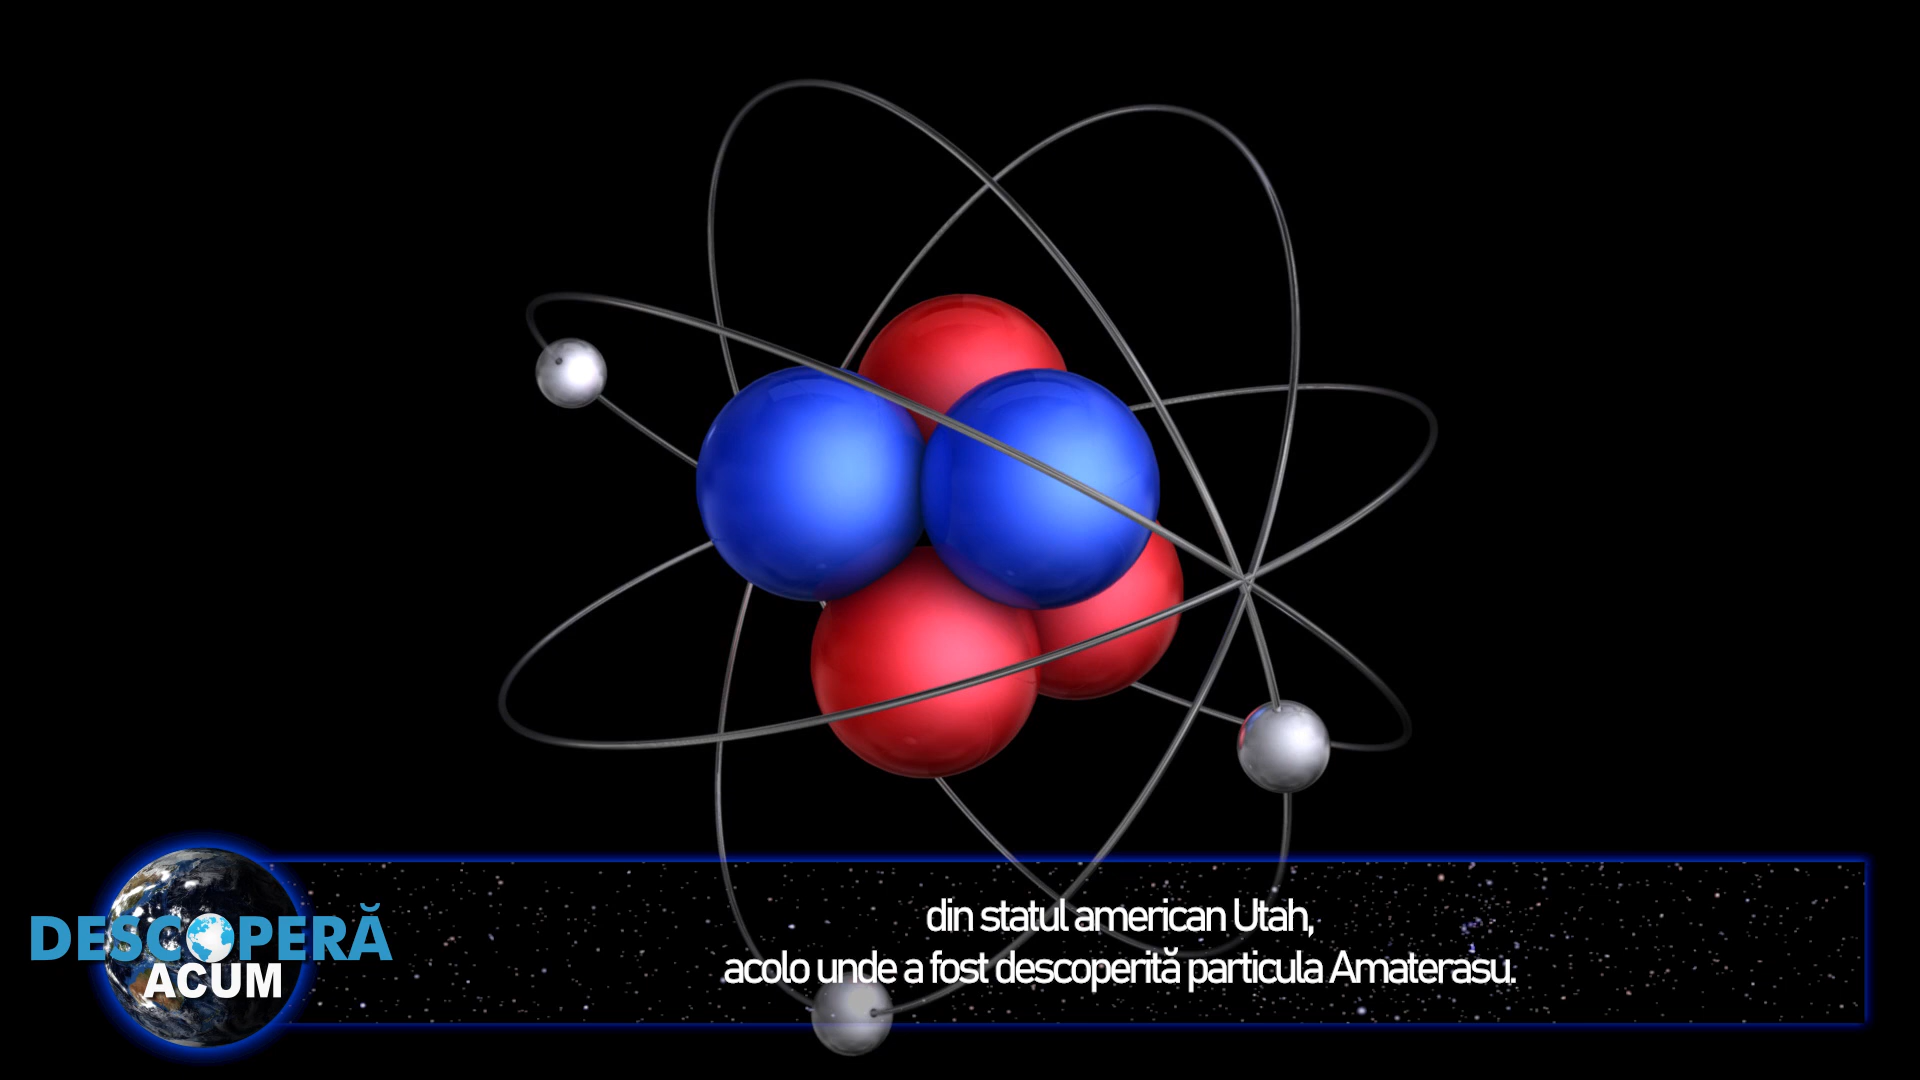 din statul american Utah,
acolo unde a fost descoperită particula Amaterasu.
DESCOPERĂ
ACUM